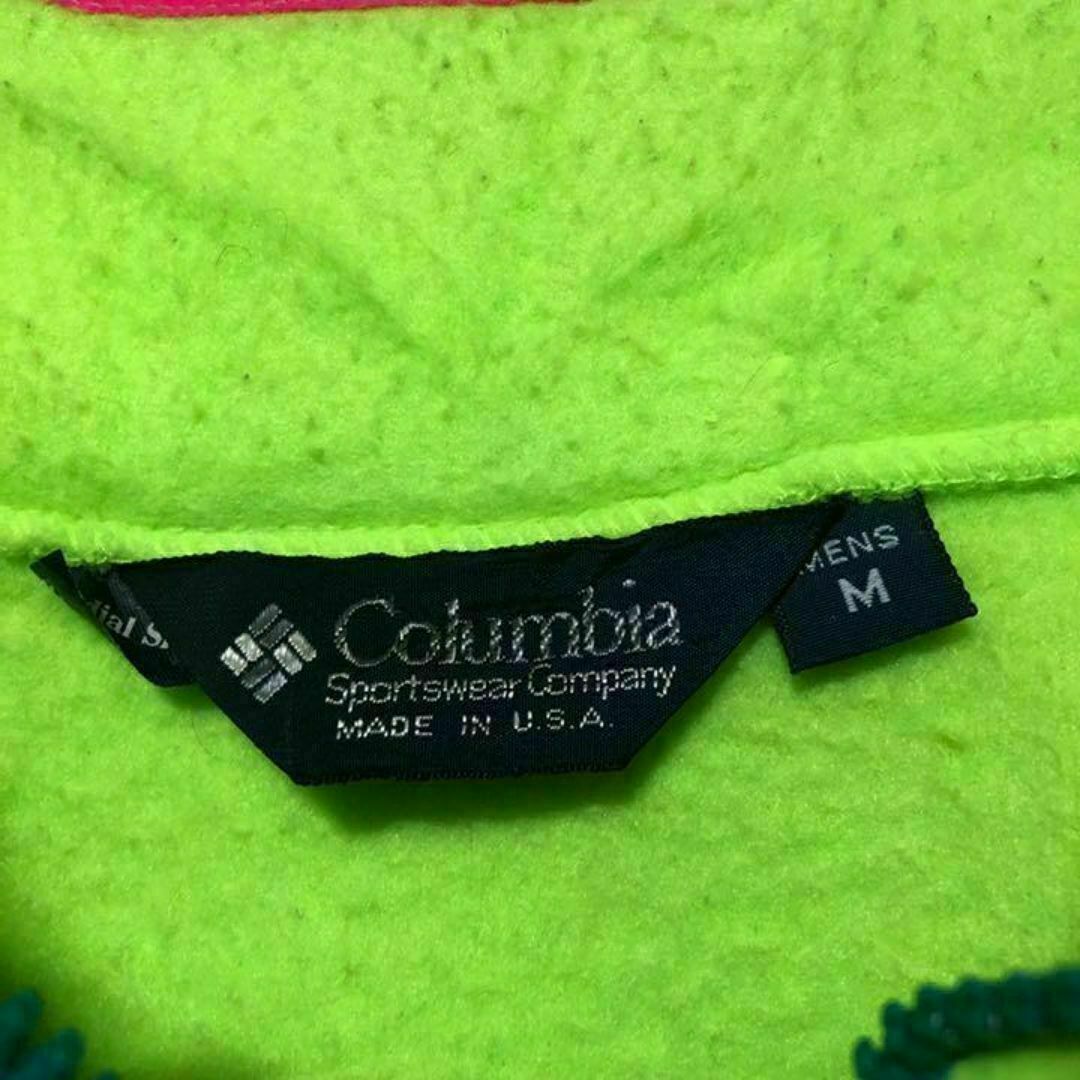 Columbia
Sportswear Company
MADE IN U.S.A.
MENS
M